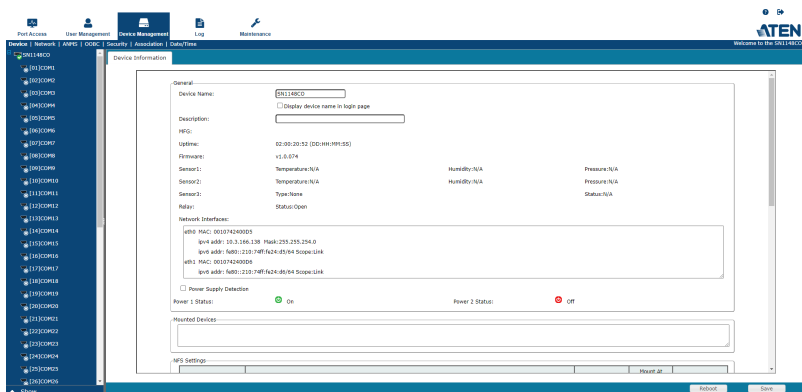 Port Access
User Management
Device Management
Log
Maintenance
ATEN
Device | Network | ANMS | OOBC | Security | Association | Date/Time
Welcome to the SN1148CO
SN1148CO
[01]COM1
[02]COM2
[03]COM3
[04]COM4
[05]COM5
[06]COM6
[07]COM7
[08]COM8
[09]COM9
[10]COM10
[11]COM11
[12]COM12
[13]COM13
[14]COM14
[15]COM15
[16]COM16
[17]COM17
[18]COM18
[19]COM19
[20]COM20
[21]COM21
[22]COM22
[23]COM23
[24]COM24
[25]COM25
[26]COM26
Show
Device Information
General
Device Name: SN1148CO
Display device name in login page
Description:
MFG:
Uptime: 02:00:20:52 (DD:HH:MM:SS)
Firmware: v1.0.074
Sensor1: Temperature:N/A Humidity:N/A Pressure:N/A
Sensor2: Temperature:N/A Humidity:N/A Pressure:N/A
Sensor3: Type:None Status:N/A
Relay: Status:Open
Network Interfaces:
eth0 MAC: 0010742400D5
ipv4 addr: 10.3.166.138 Mask:255.255.254.0
ipv6 addr: fe80::210:74ff:fe24:d5/64 Scope:Link
eth1 MAC: 0010742400D6
ipv6 addr: fe80::210:74ff:fe24:d6/64 Scope:Link
Power Supply Detection
Power 1 Status: On Power 2 Status: Off
Mounted Devices
NFS Settings
Mount At
Reboot Save